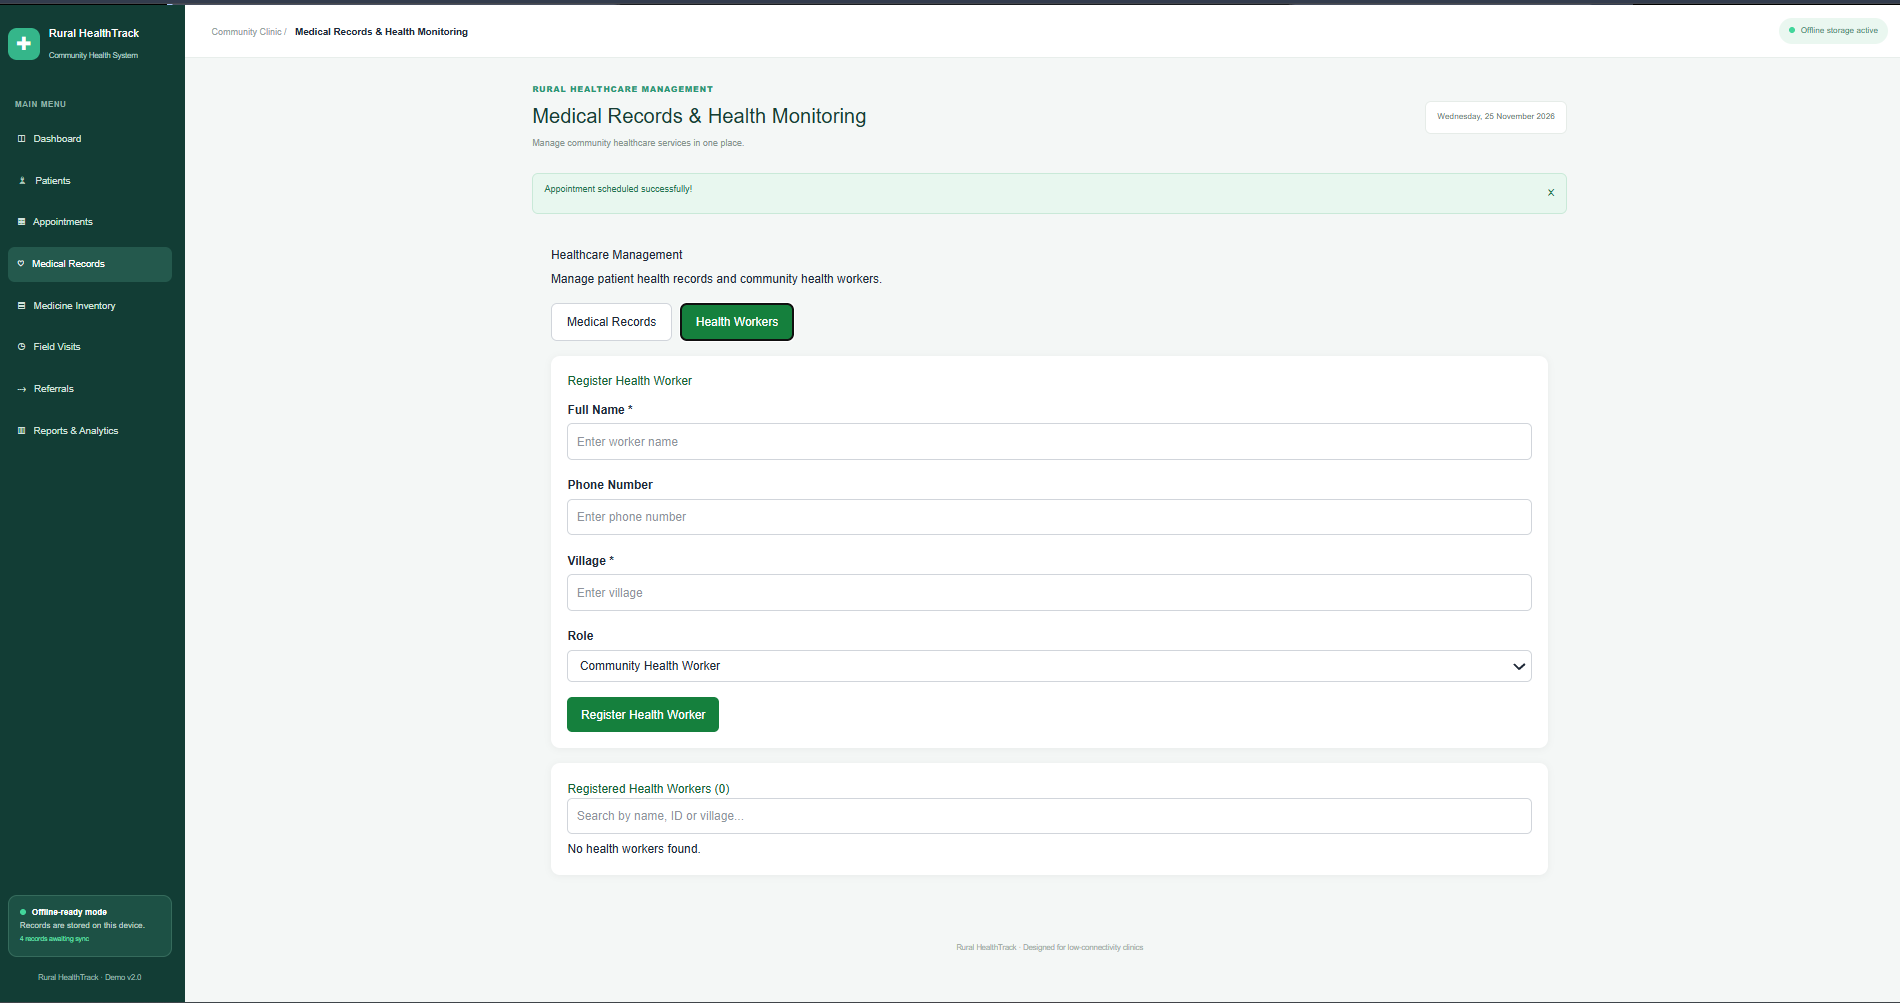 Rural HealthTrack
Community Health System
MAIN MENU
Dashboard
Patients
Appointments
Medical Records
Medicine Inventory
Field Visits
Referrals
Reports & Analytics
Offline-ready mode
Records are stored on this device.
4 records awaiting sync
Rural HealthTrack · Demo v2.0
Community Clinic / Medical Records & Health Monitoring
Offline storage active
RURAL HEALTHCARE MANAGEMENT
Medical Records & Health Monitoring
Manage community healthcare services in one place.
Wednesday, 25 November 2026
Appointment scheduled successfully!
X
Healthcare Management
Manage patient health records and community health workers.
Medical Records
Health Workers
Register Health Worker
Full Name *
Enter worker name
Phone Number
Enter phone number
Village *
Enter village
Role
Community Health Worker
Register Health Worker
Registered Health Workers (0)
Search by name, ID or village...
No health workers found.
Rural HealthTrack · Designed for low-connectivity clinics